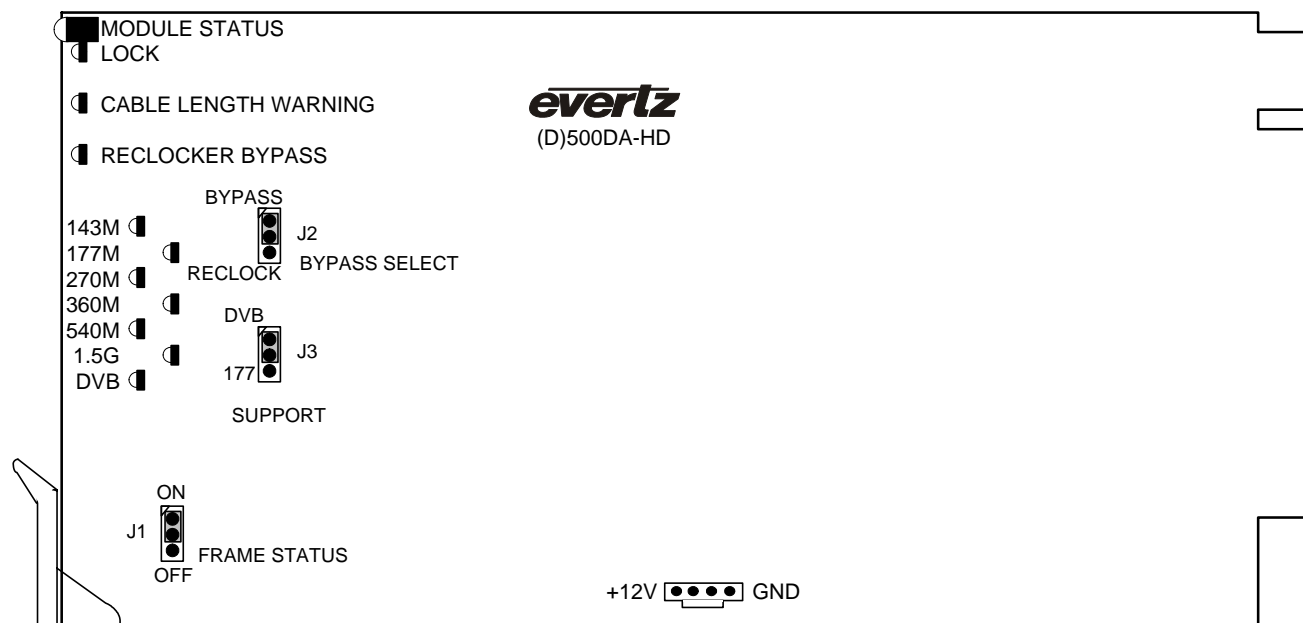 MODULE STATUS
LOCK
evertz
CABLE LENGTH WARNING
(D)500DA-HD
RECLOCKER BYPASS
BYPASS
143M
J2
177M
BYPASS SELECT
RECLOCK
270M
360M
DVB
540M
J3
1.5G
177
DVB
SUPPORT
ON
J1
FRAME STATUS
OFF
+12V GND